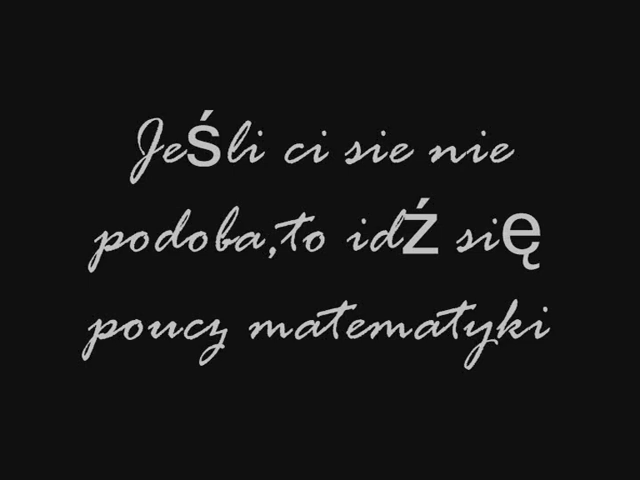 Jeśli ci sie nie
podoba,to idź się
poucz matematyki